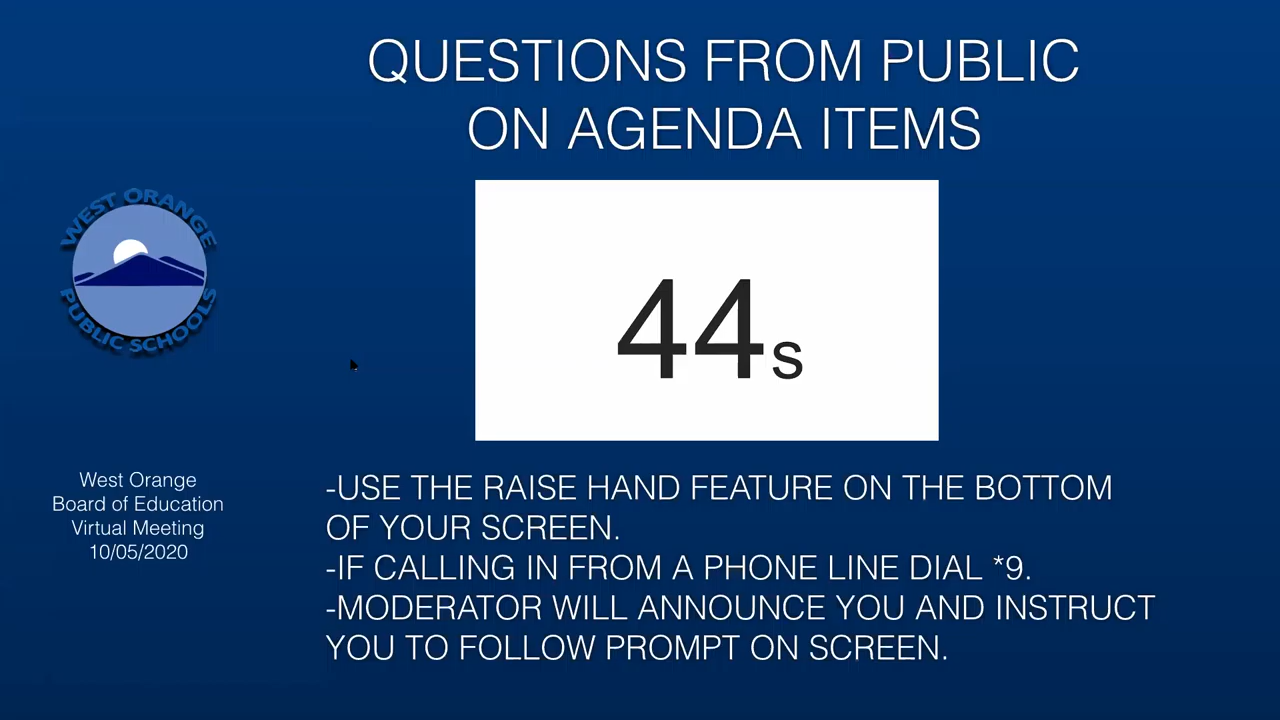 QUESTIONS FROM PUBLIC
ON AGENDA ITEMS
WEST ORANGE
PUBLIC SCHOOLS
44s
West Orange
Board of Education
Virtual Meeting
10/05/2020
-USE THE RAISE HAND FEATURE ON THE BOTTOM
OF YOUR SCREEN.
-IF CALLING IN FROM A PHONE LINE DIAL *9.
-MODERATOR WILL ANNOUNCE YOU AND INSTRUCT
YOU TO FOLLOW PROMPT ON SCREEN.